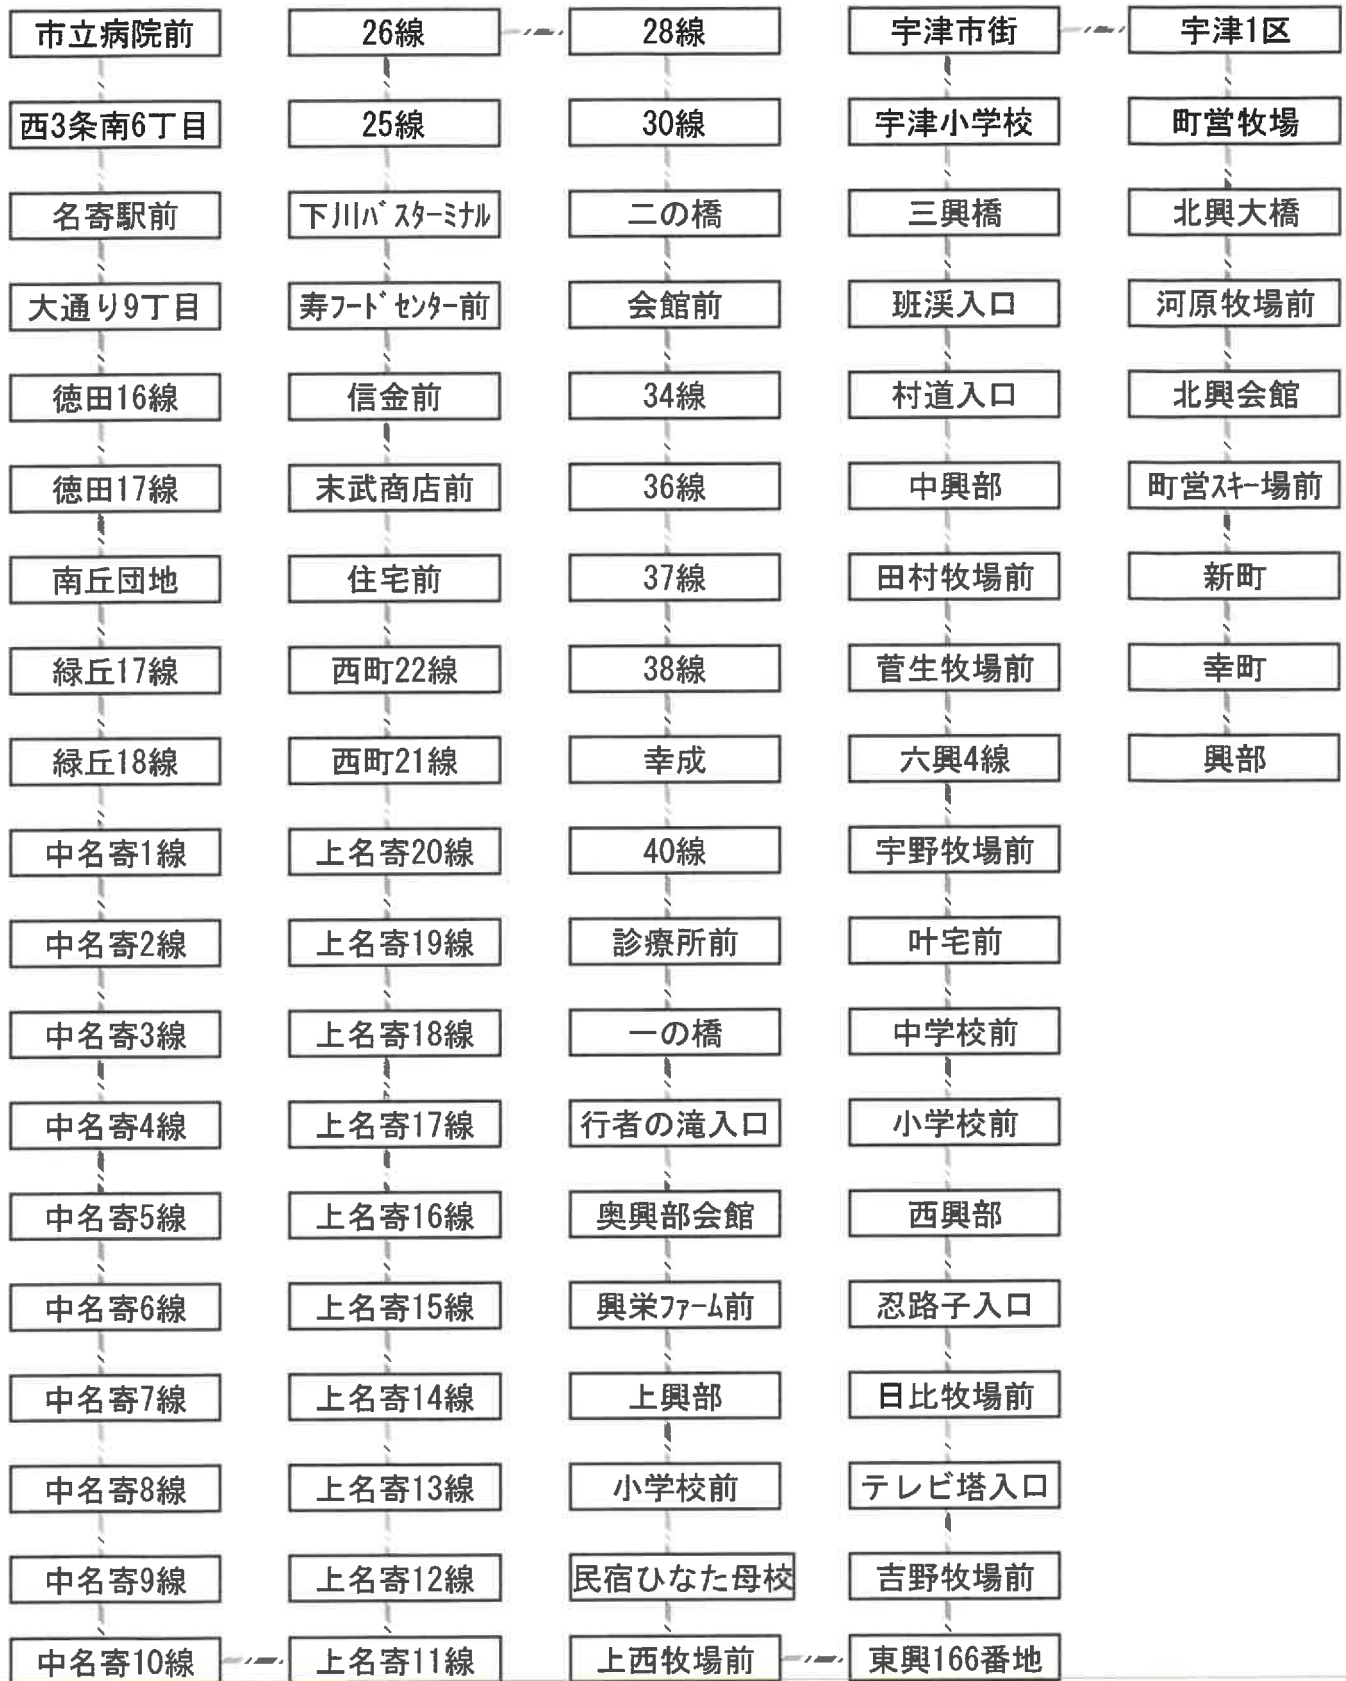 市立病院前
西3条南6丁目
名寄駅前
大通り9丁目
徳田16線
徳田17線
南丘団地
緑丘17線
緑丘18線
中名寄1線
中名寄2線
中名寄3線
中名寄4線
中名寄5線
中名寄6線
中名寄7線
中名寄8線
中名寄9線
中名寄10線
26線
25線
下川ﾊﾞｽﾀｰﾐﾅﾙ
寿ﾌｰﾄﾞｾﾝﾀｰ前
信金前
末武商店前
住宅前
西町22線
西町21線
上名寄20線
上名寄19線
上名寄18線
上名寄17線
上名寄16線
上名寄15線
上名寄14線
上名寄13線
上名寄12線
上名寄11線
28線
30線
二の橋
会館前
34線
36線
37線
38線
幸成
40線
診療所前
一の橋
行者の滝入口
奥興部会館
興栄ﾌｧｰﾑ前
上興部
小学校前
民宿ひなた母校
上西牧場前
宇津市街
宇津小学校
三興橋
班渓入口
村道入口
中興部
田村牧場前
菅生牧場前
六興4線
宇野牧場前
叶宅前
中学校前
小学校前
西興部
忍路子入口
日比牧場前
テレビ塔入口
吉野牧場前
東興166番地
宇津1区
町営牧場
北興大橋
河原牧場前
北興会館
町営ｽｷｰ場前
新町
幸町
興部